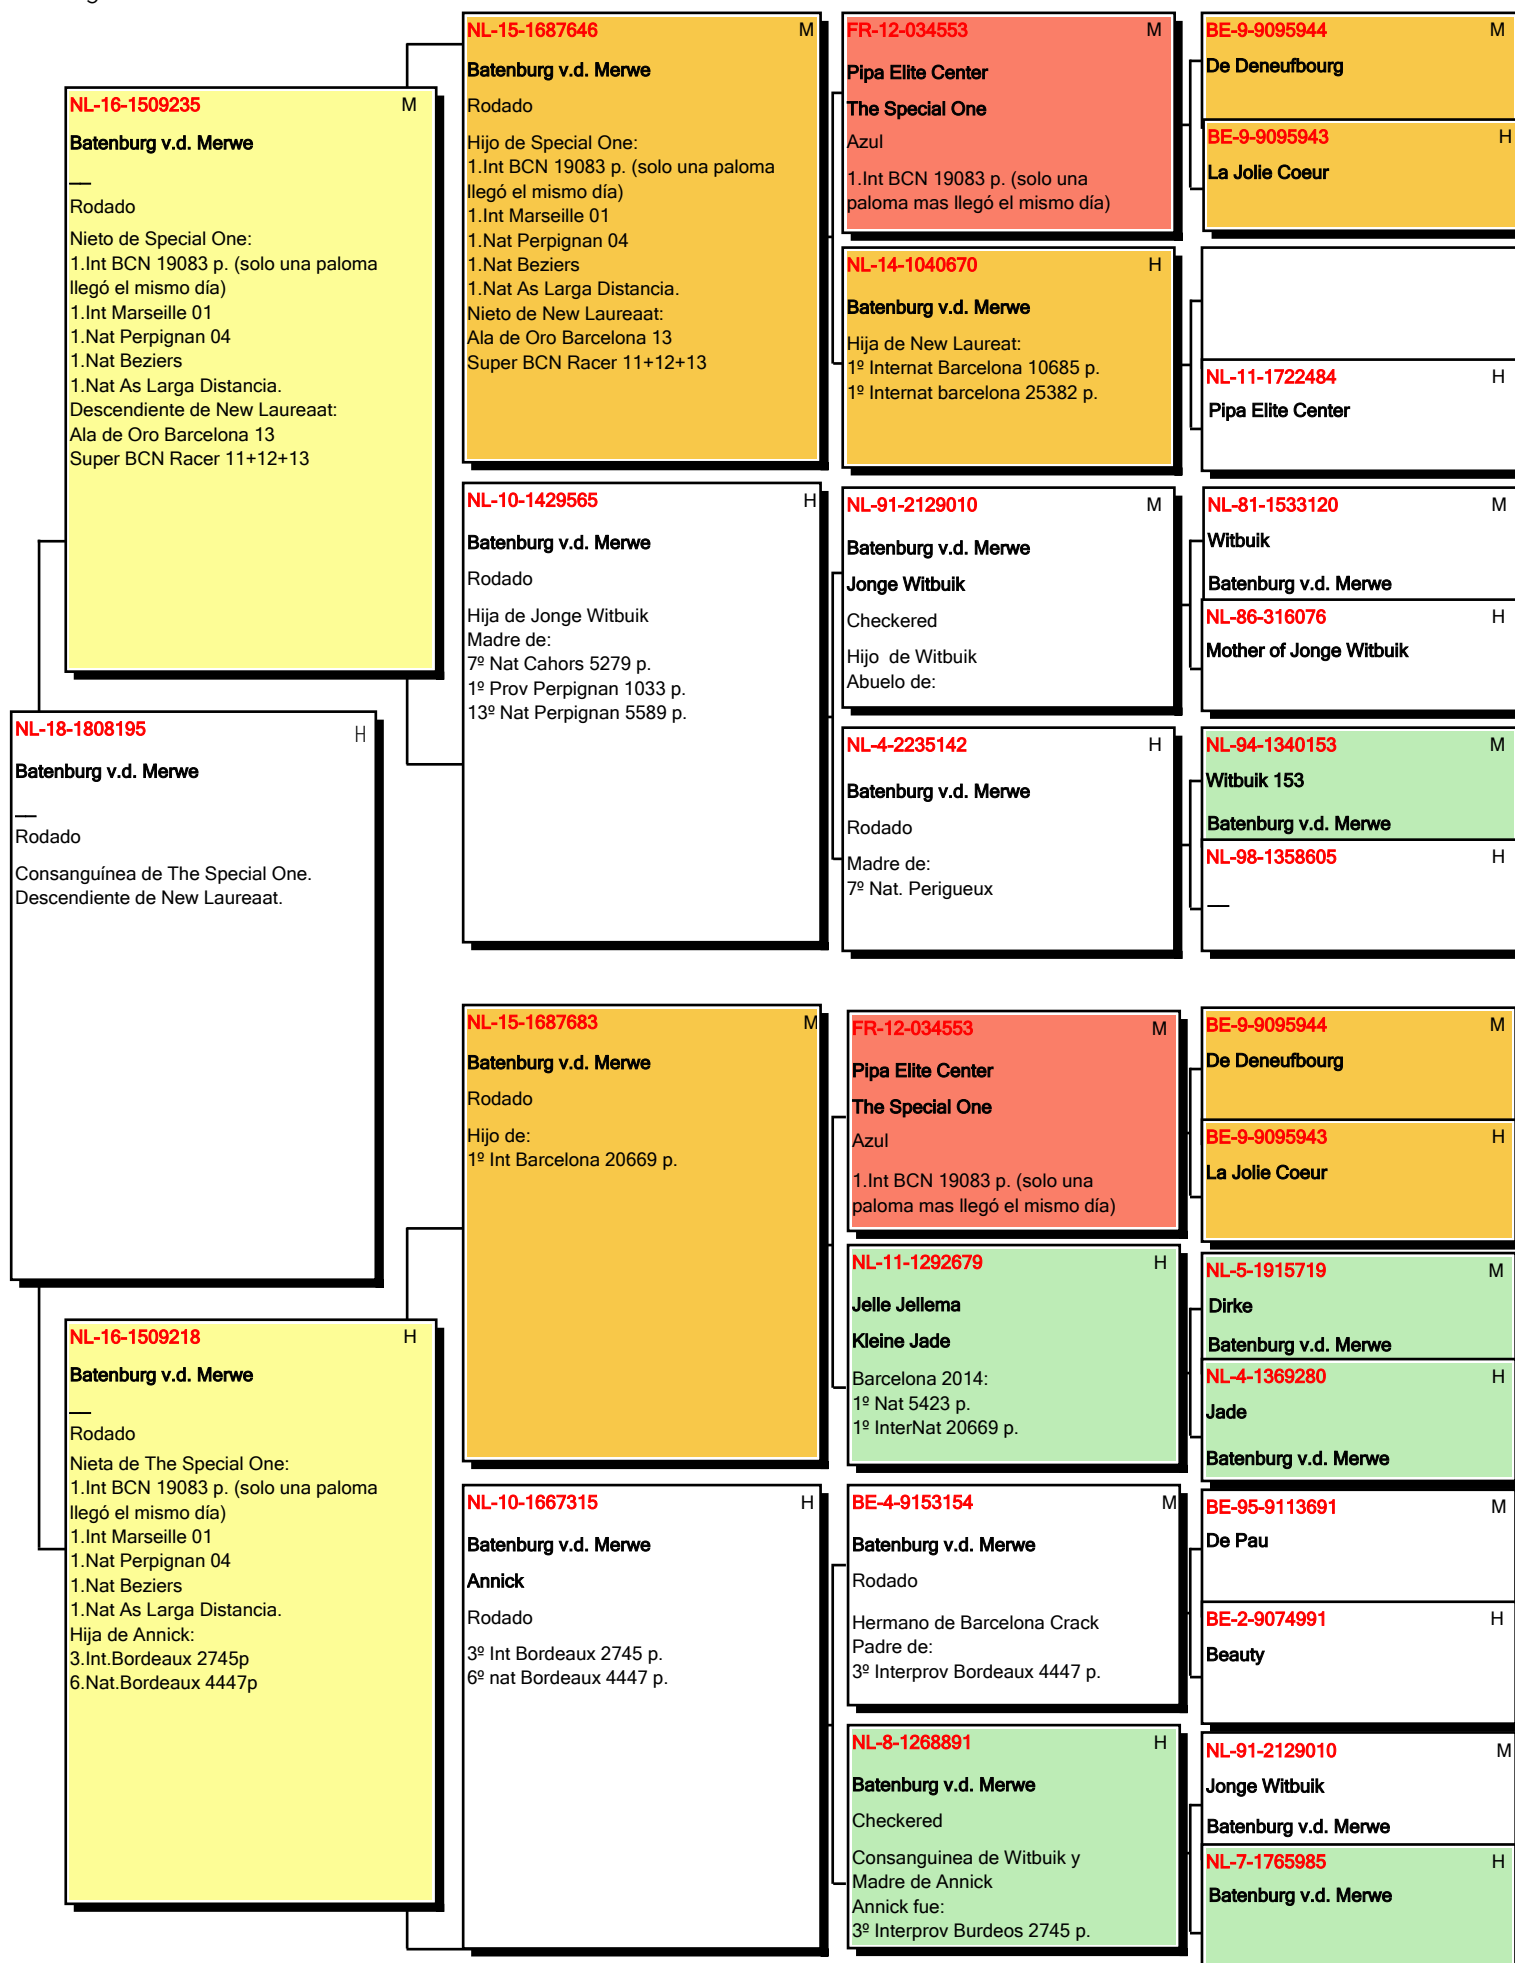 NL-18-1808195 H
Batenburg v.d. Merwe
__
Rodado
Consanguínea de The Special One.
Descendiente de New Laureaat.
NL-16-1509235 M
Batenburg v.d. Merwe
__
Rodado
Nieto de Special One:
1.Int BCN 19083 p. (solo una paloma
llegó el mismo día)
1.Int Marseille 01
1.Nat Perpignan 04
1.Nat Beziers
1.Nat As Larga Distancia.
Descendiente de New Laureaat:
Ala de Oro Barcelona 13
Super BCN Racer 11+12+13
NL-16-1509218 H
Batenburg v.d. Merwe
__
Rodado
Nieta de The Special One:
1.Int BCN 19083 p. (solo una paloma
llegó el mismo día)
1.Int Marseille 01
1.Nat Perpignan 04
1.Nat Beziers
1.Nat As Larga Distancia.
Hija de Annick:
3.Int.Bordeaux 2745p
6.Nat.Bordeaux 4447p
NL-15-1687646 M
Batenburg v.d. Merwe
Rodado
Hijo de Special One:
1.Int BCN 19083 p. (solo una paloma
llegó el mismo día)
1.Int Marseille 01
1.Nat Perpignan 04
1.Nat Beziers
1.Nat As Larga Distancia.
Nieto de New Laureaat:
Ala de Oro Barcelona 13
Super BCN Racer 11+12+13
NL-10-1429565 H
Batenburg v.d. Merwe
Rodado
Hija de Jonge Witbuik
Madre de:
7º Nat Cahors 5279 p.
1º Prov Perpignan 1033 p.
13º Nat Perpignan 5589 p.
NL-15-1687683 M
Batenburg v.d. Merwe
Rodado
Hijo de:
1º Int Barcelona 20669 p.
NL-10-1667315 H
Batenburg v.d. Merwe
Annick
Rodado
3º Int Bordeaux 2745 p.
6º nat Bordeaux 4447 p.
FR-12-034553 M
Pipa Elite Center
The Special One
Azul
1.Int BCN 19083 p. (solo una
paloma mas llegó el mismo día)
NL-14-1040670 H
Batenburg v.d. Merwe
Hija de New Laureat:
1º Internat Barcelona 10685 p.
1º Internat barcelona 25382 p.
NL-91-2129010 M
Batenburg v.d. Merwe
Jonge Witbuik
Checkered
Hijo  de Witbuik
Abuelo de:
NL-4-2235142 H
Batenburg v.d. Merwe
Rodado
Madre de:
7º Nat. Perigueux
FR-12-034553 M
Pipa Elite Center
The Special One
Azul
1.Int BCN 19083 p. (solo una
paloma mas llegó el mismo día)
NL-11-1292679 H
Jelle Jellema
Kleine Jade
Barcelona 2014:
1º Nat 5423 p.
1º InterNat 20669 p.
BE-4-9153154 M
Batenburg v.d. Merwe
Rodado
Hermano de Barcelona Crack
Padre de:
3º Interprov Bordeaux 4447 p.
NL-8-1268891 H
Batenburg v.d. Merwe
Checkered
Consanguinea de Witbuik y
Madre de Annick
Annick fue:
3º Interprov Burdeos 2745 p.
BE-9-9095944 M
De Deneufbourg
BE-9-9095943 H
La Jolie Coeur
NL-11-1722484 H
Pipa Elite Center
NL-81-1533120 M
Witbuik
Batenburg v.d. Merwe
NL-86-316076 H
Mother of Jonge Witbuik
NL-94-1340153 M
Witbuik 153
Batenburg v.d. Merwe
NL-98-1358605 H
__
BE-9-9095944 M
De Deneufbourg
BE-9-9095943 H
La Jolie Coeur
NL-5-1915719 M
Dirke
Batenburg v.d. Merwe
NL-4-1369280 H
Jade
Batenburg v.d. Merwe
BE-95-9113691 M
De Pau
BE-2-9074991 H
Beauty
NL-91-2129010 M
Jonge Witbuik
Batenburg v.d. Merwe
NL-7-1765985 H
Batenburg v.d. Merwe